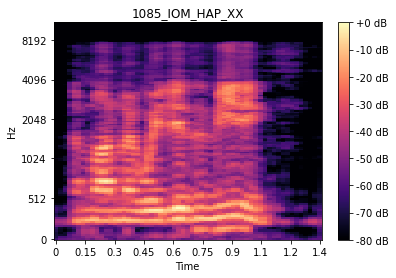 1085_IOM_HAP_XX
8192
4096
2048
1024
512
0
Hz
0 0.15 0.3 0.45 0.6 0.75 0.9 1.1 1.2 1.4
Time
+0 dB
-10 dB
-20 dB
-30 dB
-40 dB
-50 dB
-60 dB
-70 dB
-80 dB